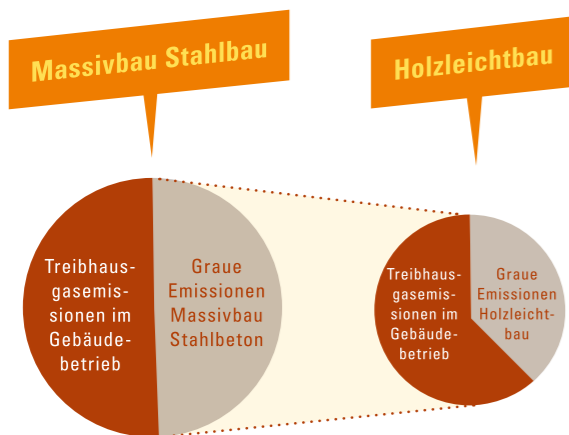 Massivbau Stahlbau
Holzleichtbau
Treibhaus-
gasemis-
sionen im
Gebäude-
betrieb
Graue
Emissionen
Massivbau
Stahlbeton
Treibhaus-
gasemis-
sionen im
Gebäude-
betrieb
Graue
Emissionen
Holzleicht-
bau